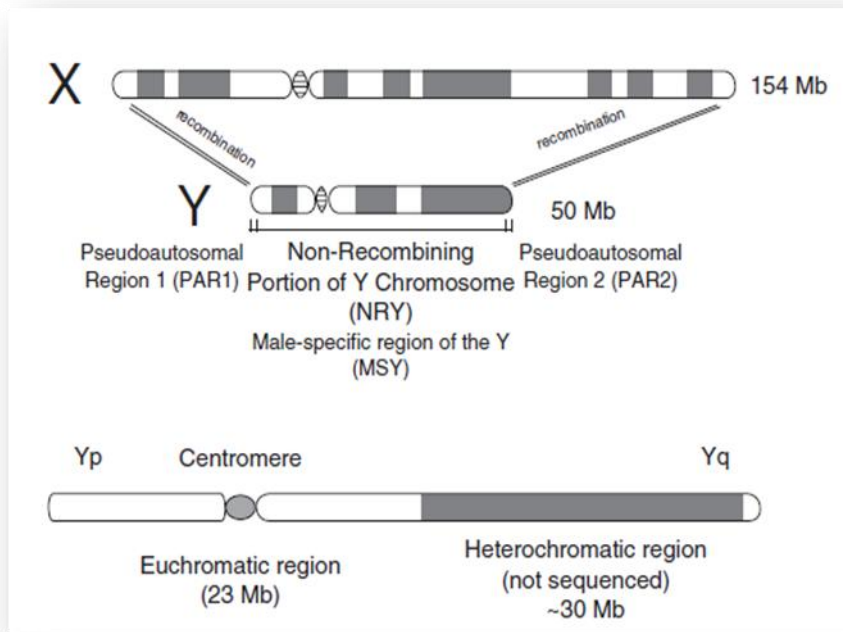 X
154 Mb
recombination
recombination
Y
50 Mb
Pseudoautosomal
Region 1 (PAR1)
Non-Recombining
Portion of Y Chromosome
(NRY)
Male-specific region of the Y
(MSY)
Pseudoautosomal
Region 2 (PAR2)
Yp
Centromere
Yq
Euchromatic region
(23 Mb)
Heterochromatic region
(not sequenced)
~30 Mb